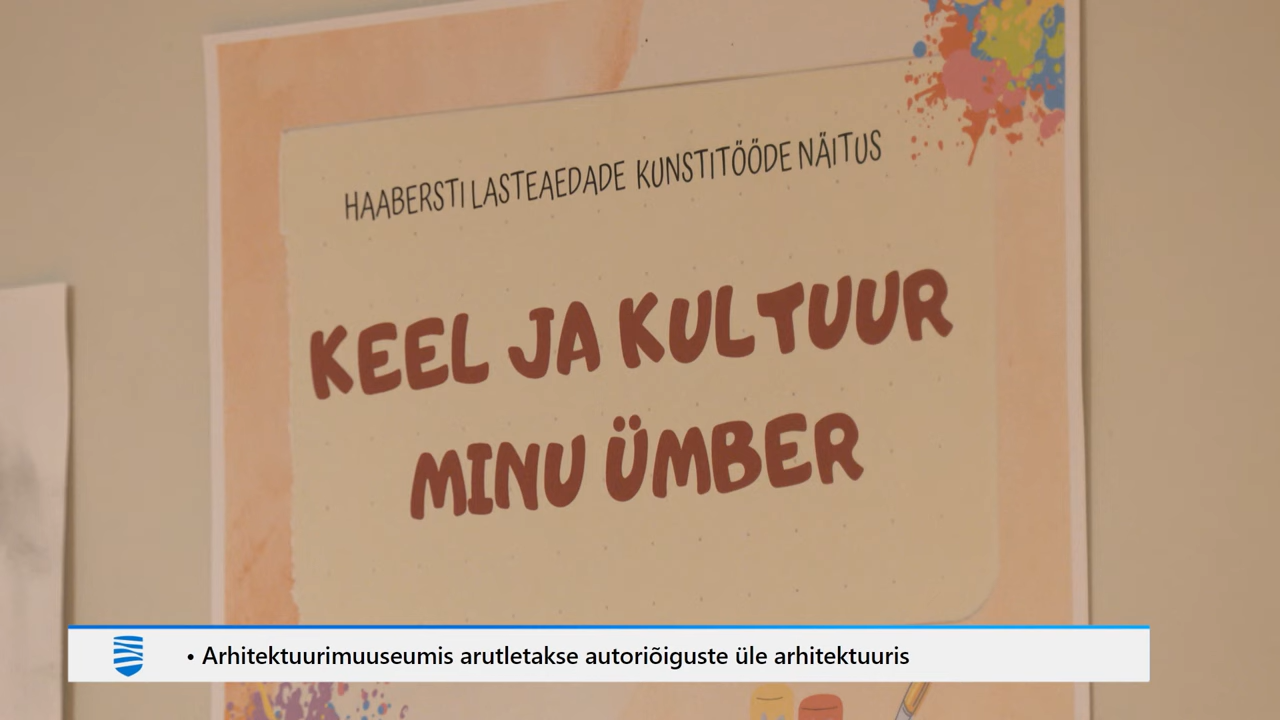 HAABERSTI LASTEAEDADE KUNSTITÖÖDE NÄITUS
KEEL JA KULTUUR
MINU ÜMBER
• Arhitektuurimuuseumis arutletakse autoriõiguste üle arhitektuuris